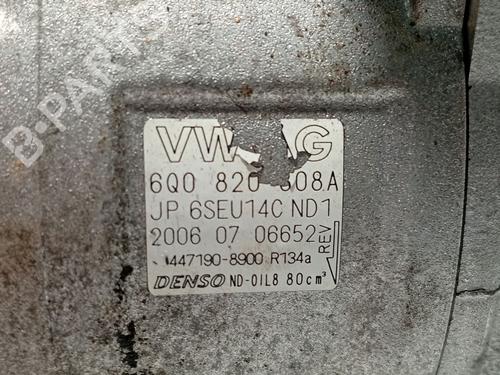 B-PARTS
VW AG
6Q0 820 808A
JP 6SEU14C ND1
2006 07 06652
REV
447190-8900 R134a
DENSO ND-OIL8 80cm³